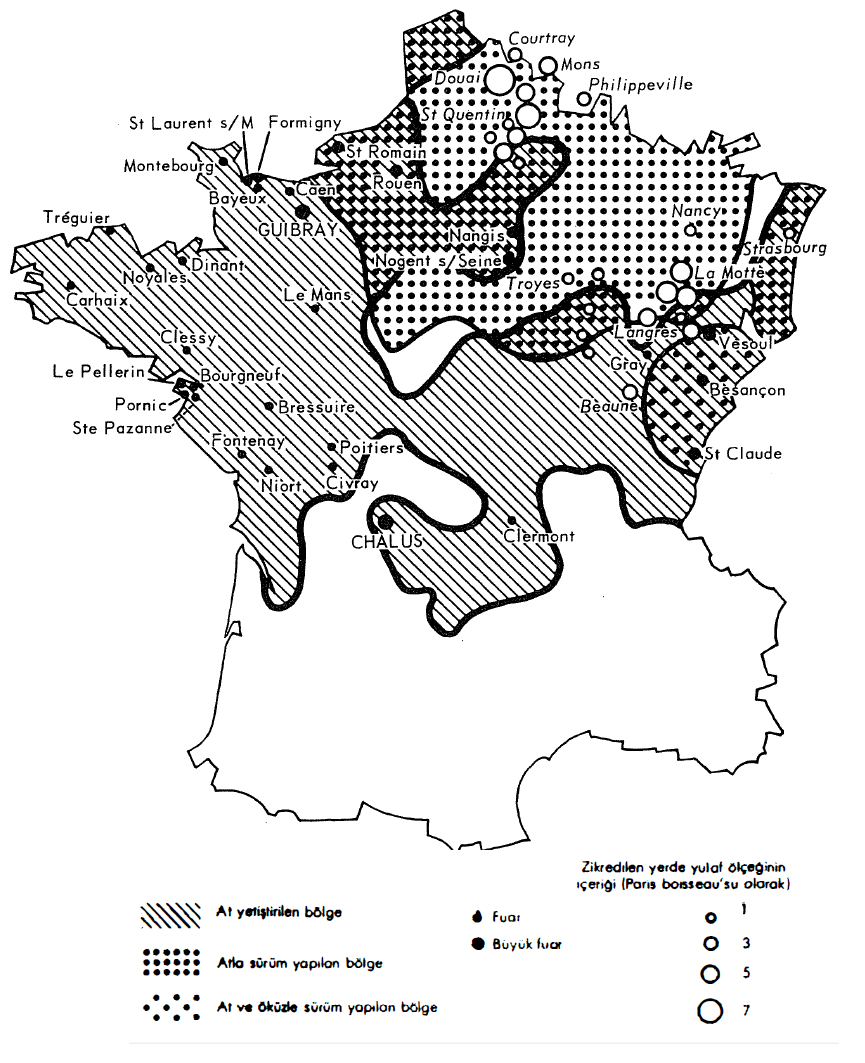 Courtray
Mons
Douai
Philippeville
St Quentin
St Laurent s/M
Formigny
St Romain
Montebourg
Rouen
Caen
Bayeux
GUIBRAY
Nancy
Tréguier
Nangis
Strasbourg
Dinant
Nogent s/Seine
Noyales
La Motte
Troyes
Carhaix
Le Mans
Langres
Clessy
Vesoul
Gray
Le Pellerin
Bourgneuf
Besançon
Pornic
Bressuire
Beaune
Ste Pazanne
Fontenay
Poitiers
St Claude
Niort
Civray
CHALUS
Clermont
Zikredilen yerde yulaf ölçeğinin
içeriği (Paris boisseau'su olarak)
At yetiştirilen bölge
Fuar
1
Atla sürüm yapılan bölge
Büyük fuar
3
5
At ve öküzle sürüm yapılan bölge
7